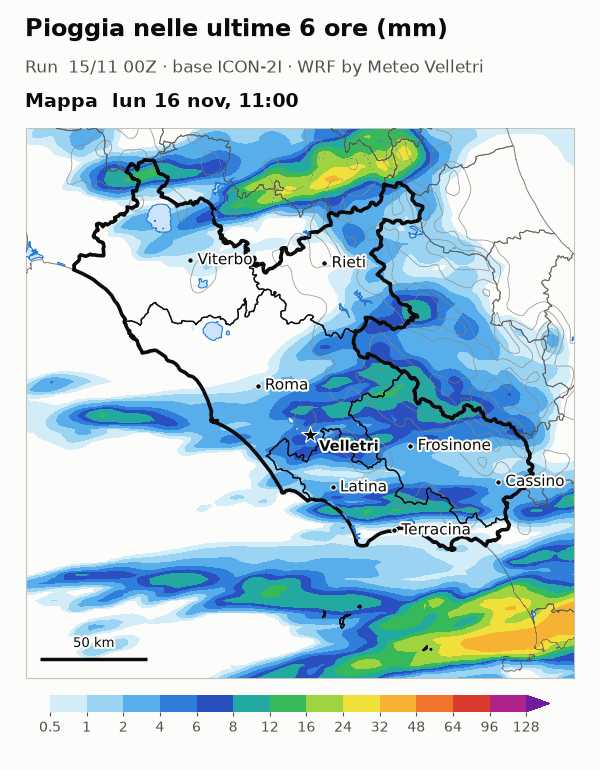 Pioggia nelle ultime 6 ore (mm)
Run  15/11 00Z · base ICON-2I · WRF by Meteo Velletri
Mappa  lun 16 nov, 11:00
Viterbo
Rieti
Roma
Velletri
Frosinone
Cassino
Latina
Terracina
50 km
0.5 1 2 4 6 8 12 16 24 32 48 64 96 128